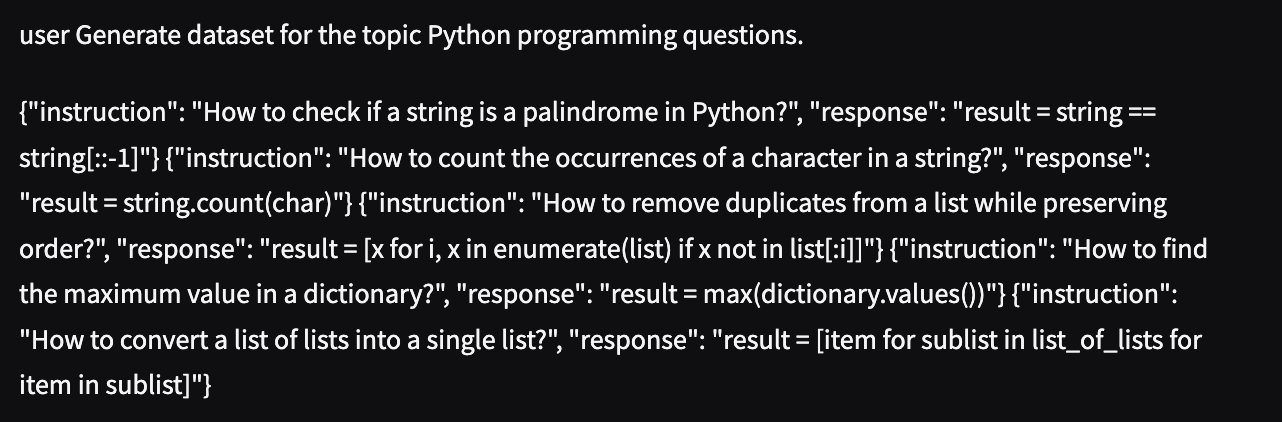 user Generate dataset for the topic Python programming questions.
{"instruction": "How to check if a string is a palindrome in Python?", "response": "result = string ==
string[::-1]"} {"instruction": "How to count the occurrences of a character in a string?", "response":
"result = string.count(char)"} {"instruction": "How to remove duplicates from a list while preserving
order?", "response": "result = [x for i, x in enumerate(list) if x not in list[:i]]"} {"instruction": "How to find
the maximum value in a dictionary?", "response": "result = max(dictionary.values())"} {"instruction":
"How to convert a list of lists into a single list?", "response": "result = [item for sublist in list_of_lists for
item in sublist]"}